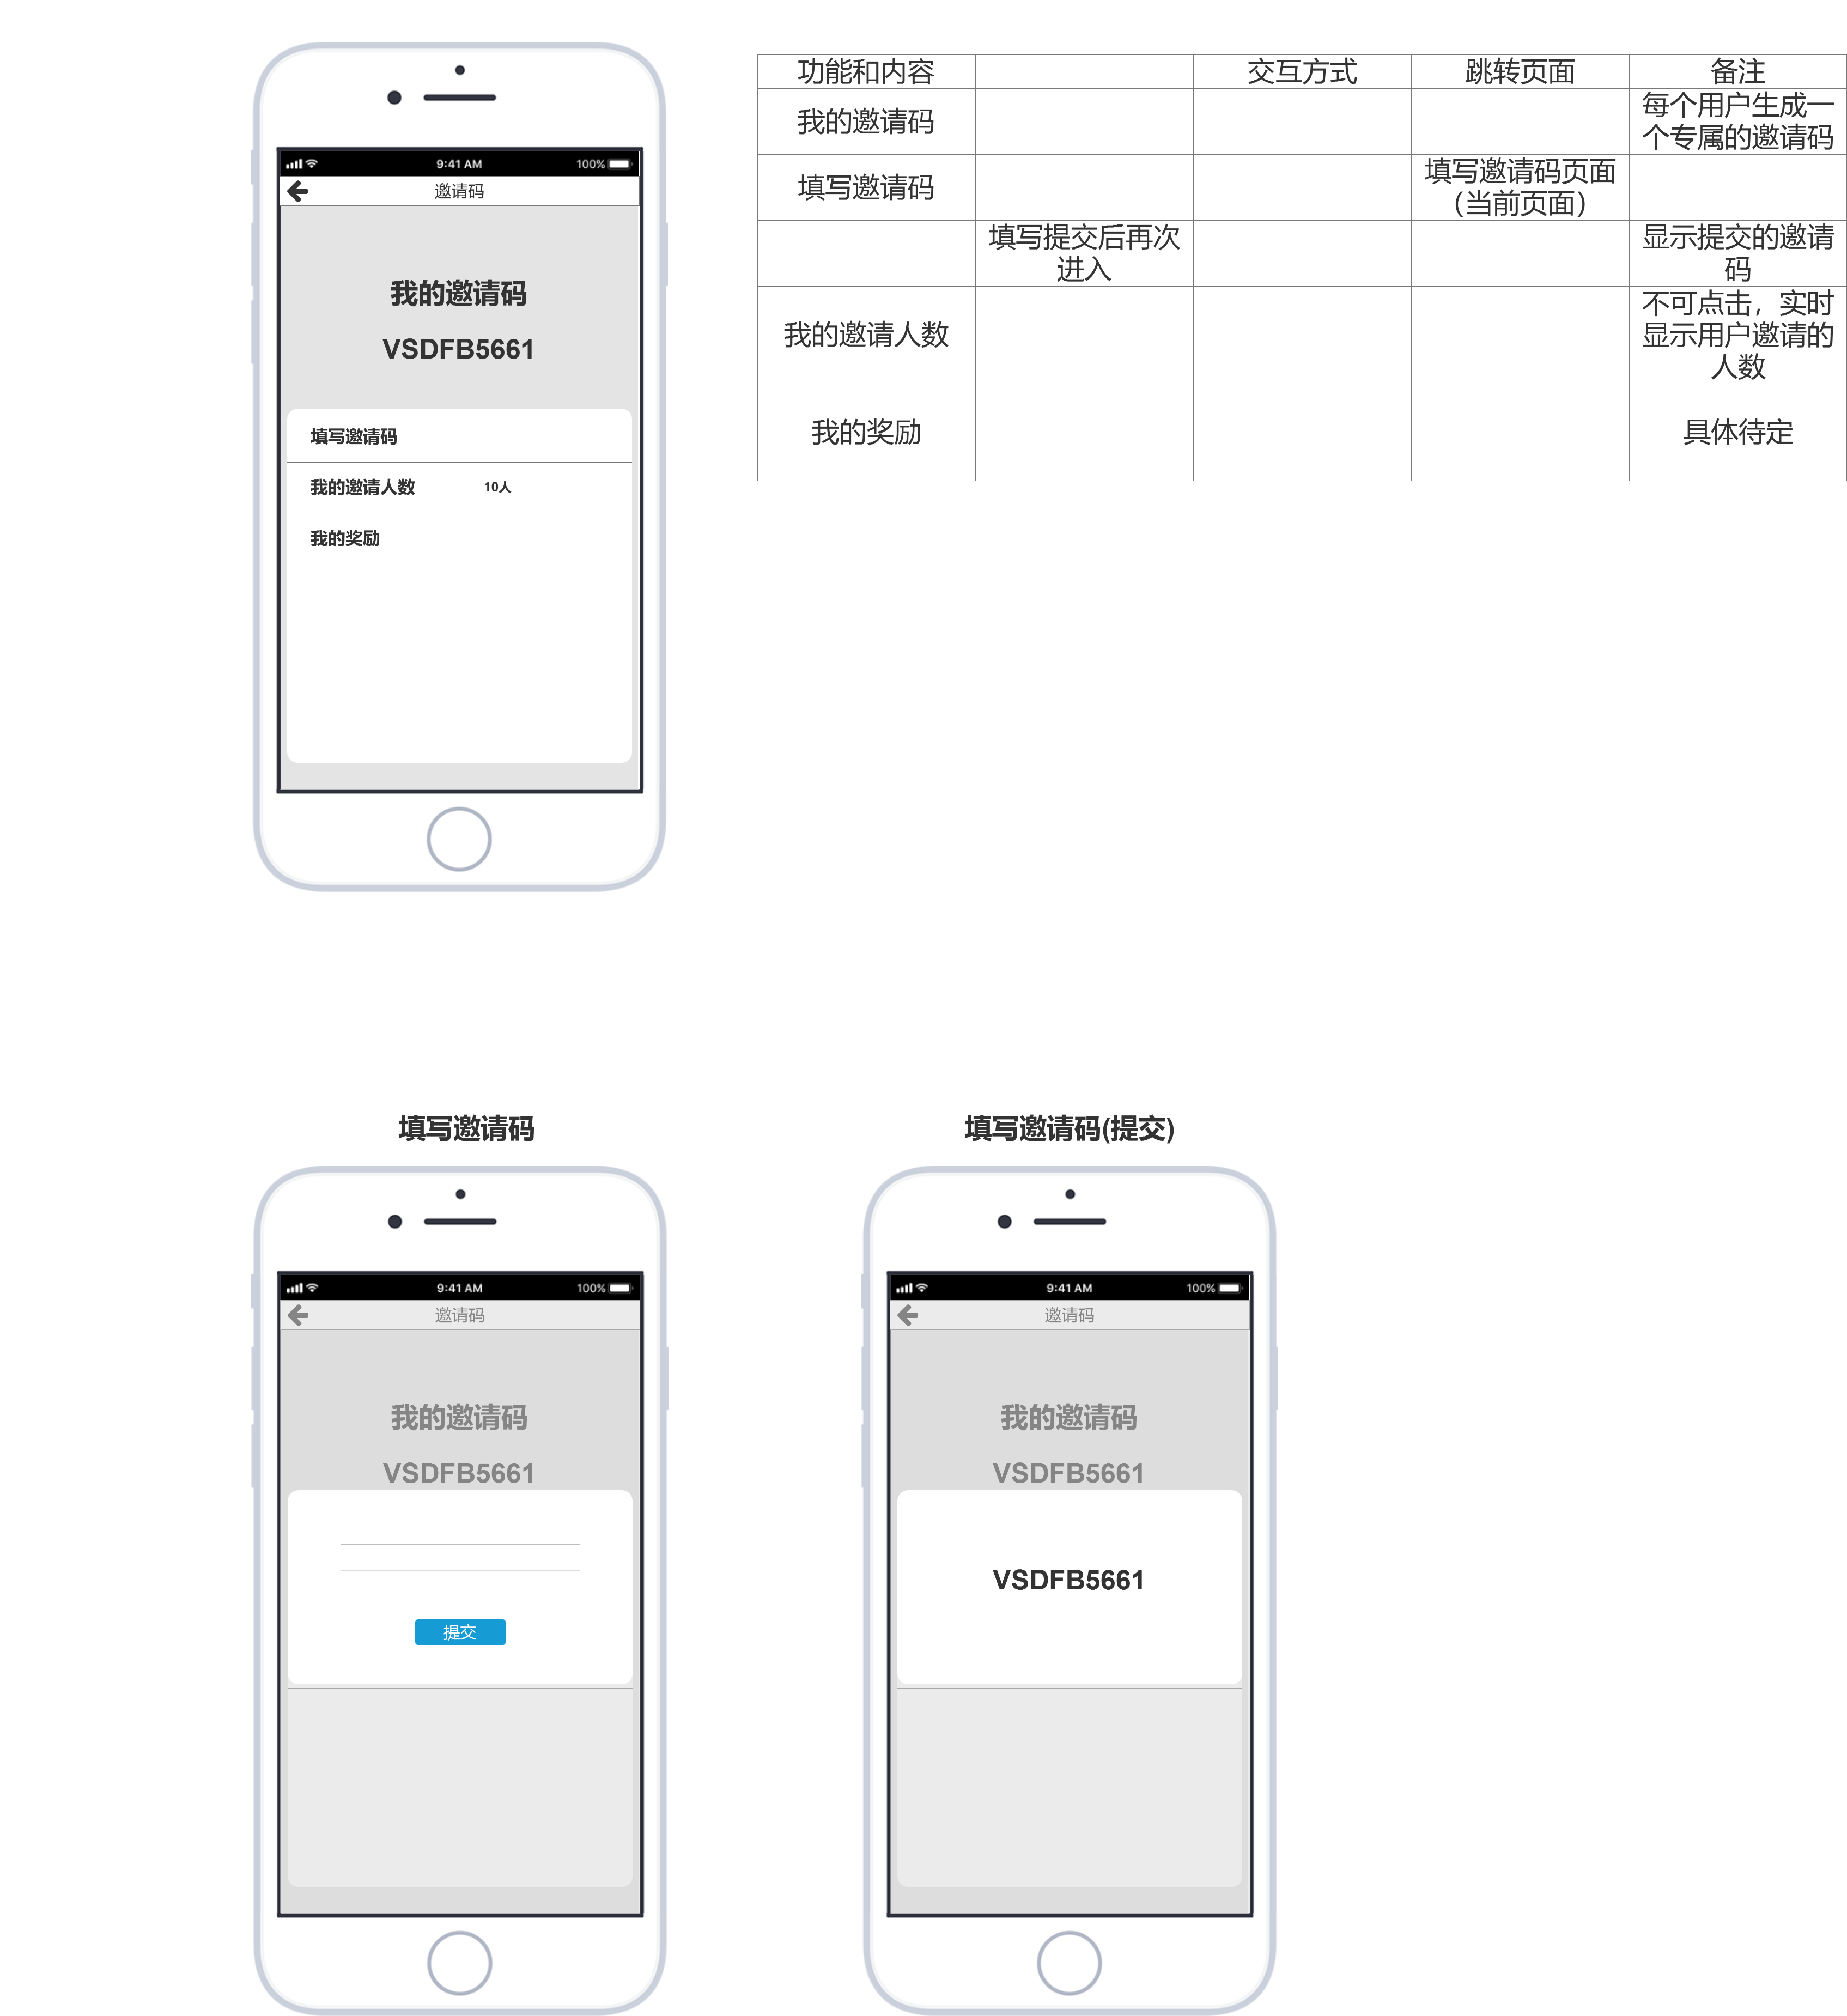 9:41 AM 100%
邀请码
我的邀请码
VSDFB5661
填写邀请码
我的邀请人数 10人
我的奖励
功能和内容 交互方式 跳转页面 备注
我的邀请码 每个用户生成一
个专属的邀请码
填写邀请码 填写邀请码页面
（当前页面）
填写提交后再次
进入
显示提交的邀请
码
我的邀请人数 不可点击，实时
显示用户邀请的
人数
我的奖励 具体待定
填写邀请码
9:41 AM 100%
邀请码
我的邀请码
VSDFB5661
提交
填写邀请码(提交)
9:41 AM 100%
邀请码
我的邀请码
VSDFB5661
VSDFB5661